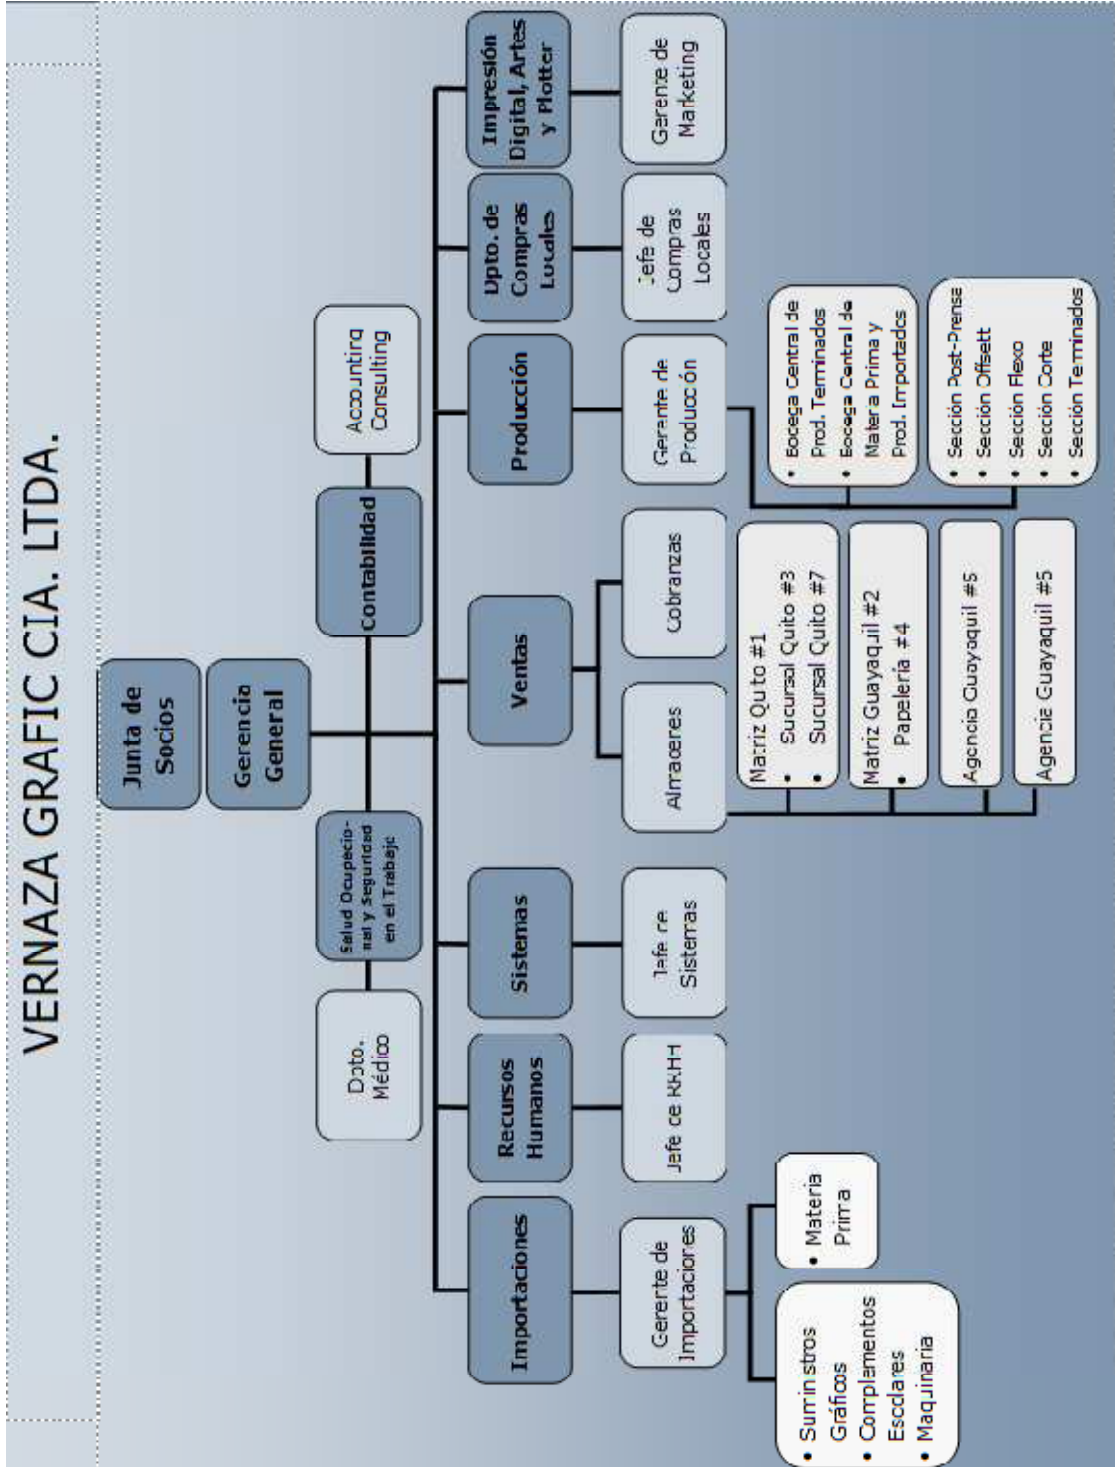 VERNAZA GRAFIC CIA. LTDA.
Junta de
Socios
Gerencia
General
Salud Ocupacio-
nal y Seguridad
en el Trabajo
Contabilidad
Dpto.
Médico
Accounting
Consulting
Importaciones
Recursos
Humanos
Sistemas
Ventas
Producción
Dpto. de
Compras
Locales
Impresión
Digital, Artes
y Plotter
Gerente de
Importaciones
Jefe de RRHH
Jefe de
Sistemas
Almacenes
Cobranzas
Gerente de
Producción
Jefe de
Compras
Locales
Gerente de
Marketing
• Suministros
Gráficos
• Complementos
Escolares
• Maquinaria
• Materia
Prima
Matriz Quito #1
• Sucursal Quito #3
• Sucursal Quito #7
Matriz Guayaquil #2
• Papelería #4
Agencia Guayaquil #5
Agencia Guayaquil #5
• Bodega Central de
Prod. Terminados
• Bodega Central de
Materia Prima y
Prod. Importados
• Sección Post-Prensa
• Sección Offsett
• Sección Flexo
• Sección Corte
• Sección Terminados